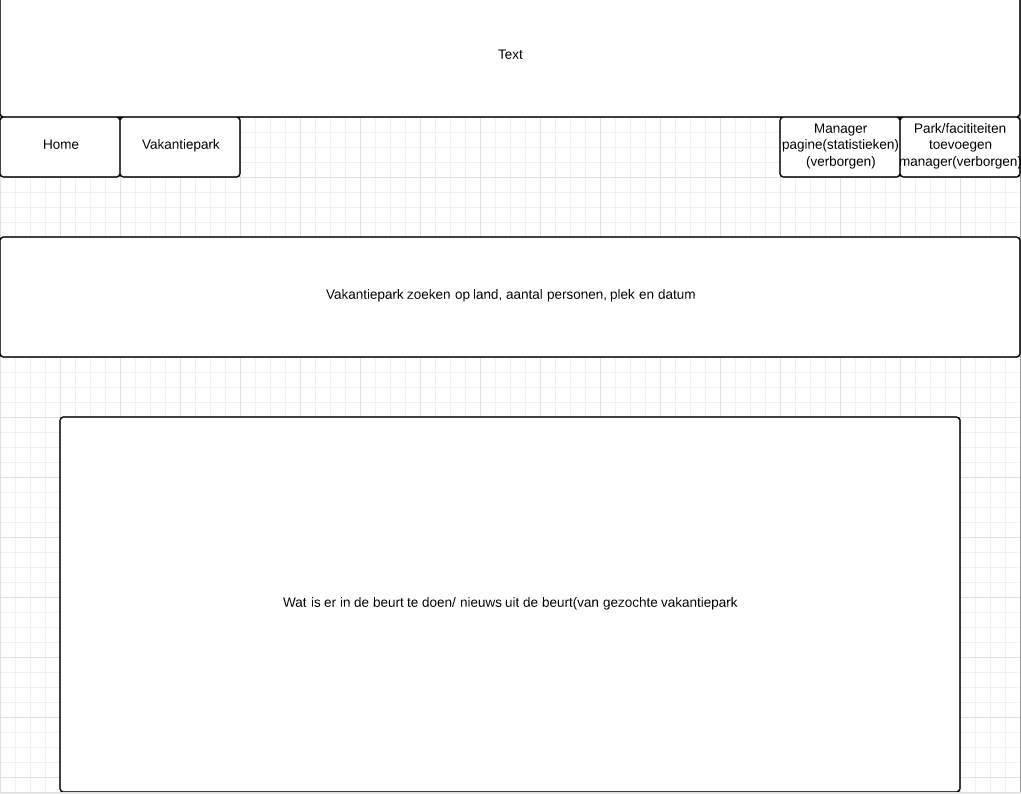 Text
Home
Vakantiepark
Manager
pagine(statistieken)
(verborgen)
Park/facititeiten
toevoegen
manager(verborgen)
Vakantiepark zoeken op land, aantal personen, plek en datum
Wat is er in de beurt te doen/ nieuws uit de beurt(van gezochte vakantiepark